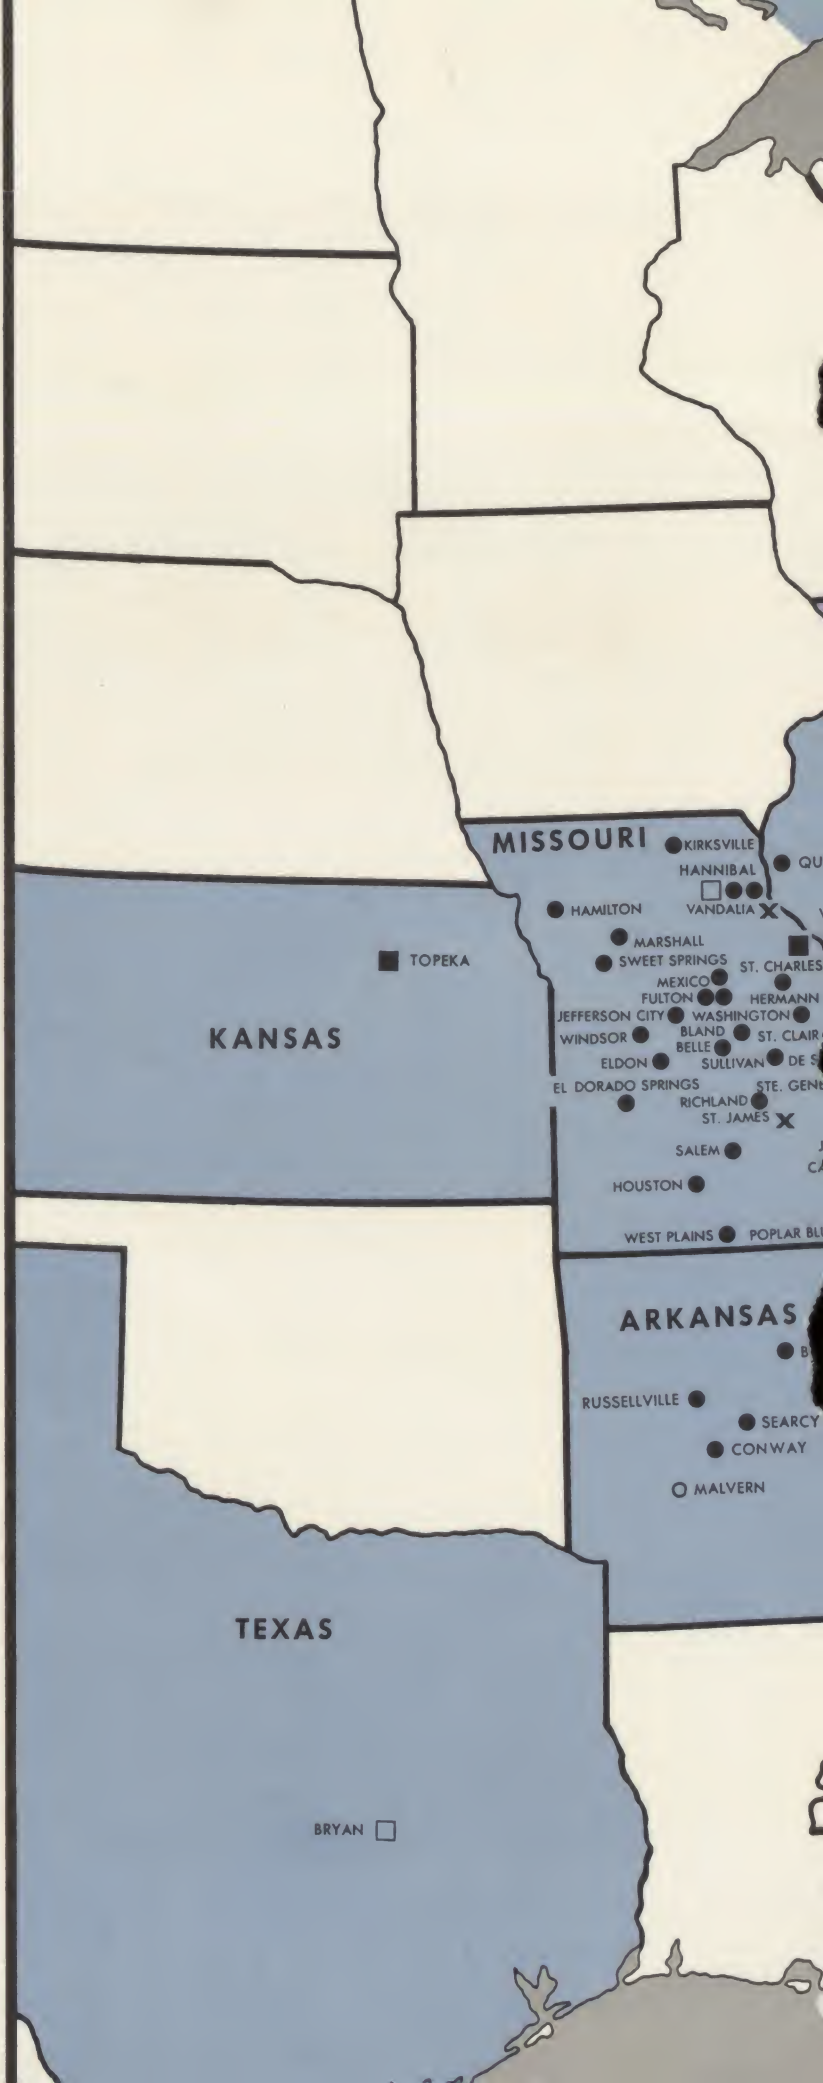 MISSOURI
KIRKSVILLE
HANNIBAL
VANDALIA
HAMILTON
MARSHALL
SWEET SPRINGS
ST. CHARLES
MEXICO
FULTON
HERMANN
JEFFERSON CITY
WASHINGTON
WINDSOR
BLAND
ST. CLAIR
BELLE
ELDON
SULLIVAN
EL DORADO SPRINGS
RICHLAND
ST. JAMES
SALEM
HOUSTON
WEST PLAINS
POPLAR
TOPEKA
KANSAS
ARKANSAS
RUSSELLVILLE
SEARCY
CONWAY
MALVERN
TEXAS
BRYAN